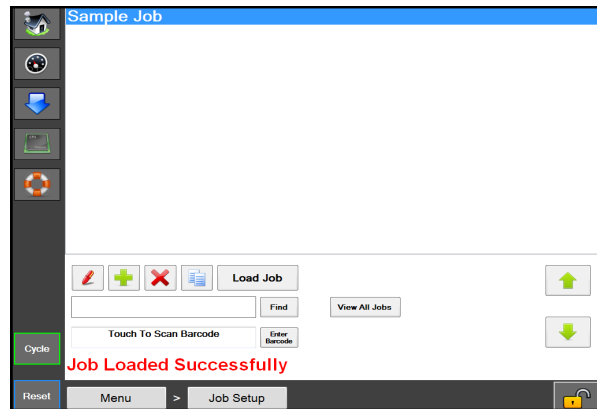 Sample Job
Load Job
Find
View All Jobs
Touch To Scan Barcode
Enter
Barcode
Cycle
Job Loaded Successfully
Reset
Menu
>
Job Setup